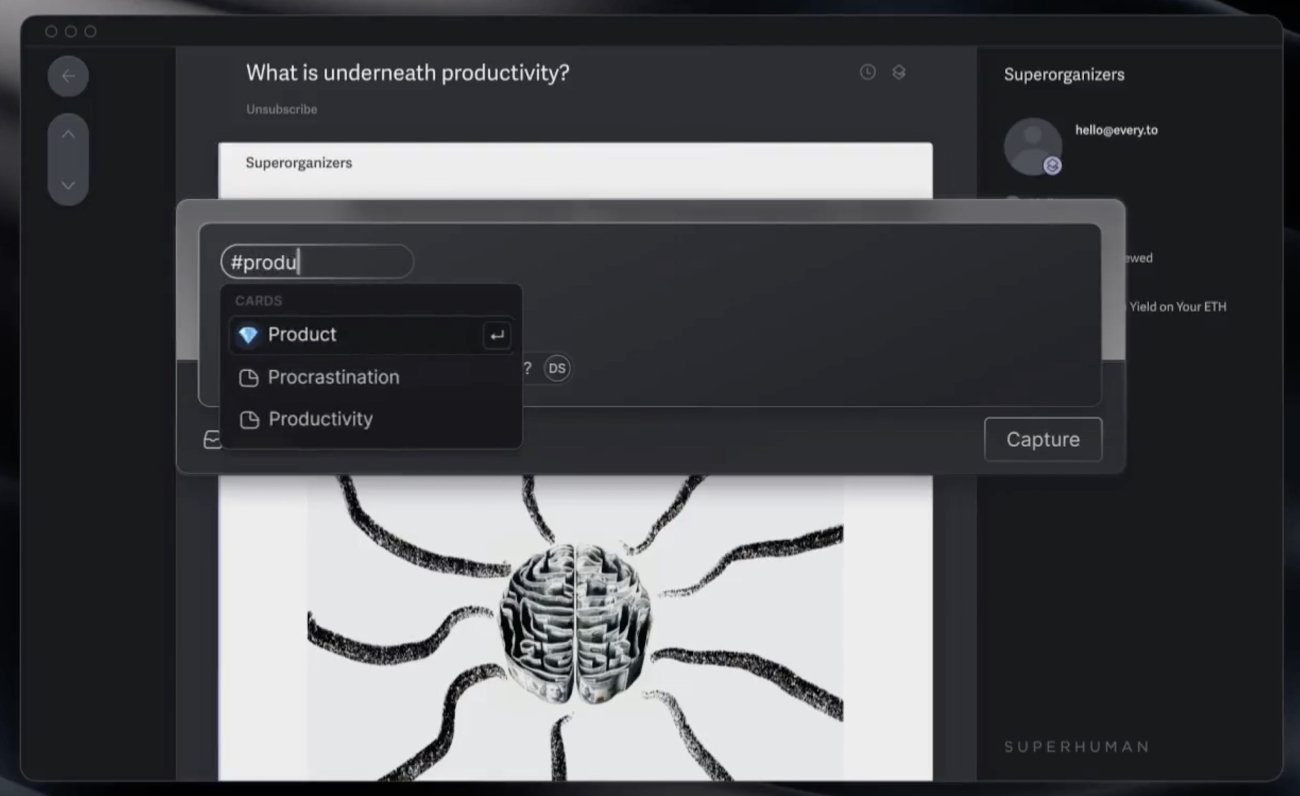 What is underneath productivity?
Unsubscribe
Superorganizers
#produ
CARDS
Product
Procrastination
Productivity
? DS
Capture
Superorganizers
hello@every.to
ewed
Yield on Your ETH
SUPERHUMAN